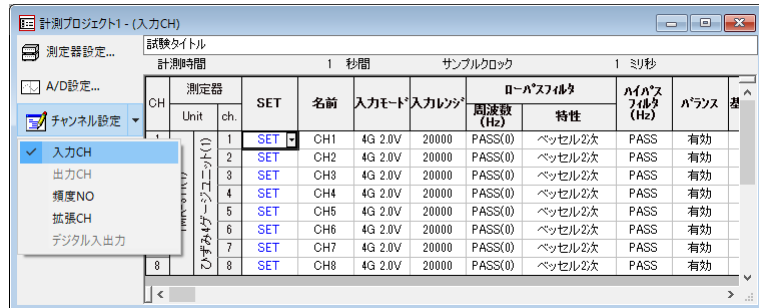 計測プロジェクト1 - (入力CH)
測定器設定...
A/D設定...
チャンネル設定
入力CH
出力CH
頻度NO
拡張CH
デジタル入出力
試験タイトル
計測時間 1 秒間 サンプルクロック 1 ミリ秒
CH 測定器 SET 名前 入力モード 入力レンジ ローパスフィルタ ハイパスフィルタ(Hz) バランス 基
Unit ch. 周波数(Hz) 特性
1 SET CH1 4G 2.0V 20000 PASS(0) ベッセル2次 PASS 有効
2 SET CH2 4G 2.0V 20000 PASS(0) ベッセル2次 PASS 有効
3 SET CH3 4G 2.0V 20000 PASS(0) ベッセル2次 PASS 有効
4 SET CH4 4G 2.0V 20000 PASS(0) ベッセル2次 PASS 有効
5 SET CH5 4G 2.0V 20000 PASS(0) ベッセル2次 PASS 有効
6 SET CH6 4G 2.0V 20000 PASS(0) ベッセル2次 PASS 有効
7 SET CH7 4G 2.0V 20000 PASS(0) ベッセル2次 PASS 有効
8 8 SET CH8 4G 2.0V 20000 PASS(0) ベッセル2次 PASS 有効
ひずみ4ゲージユニット(1)